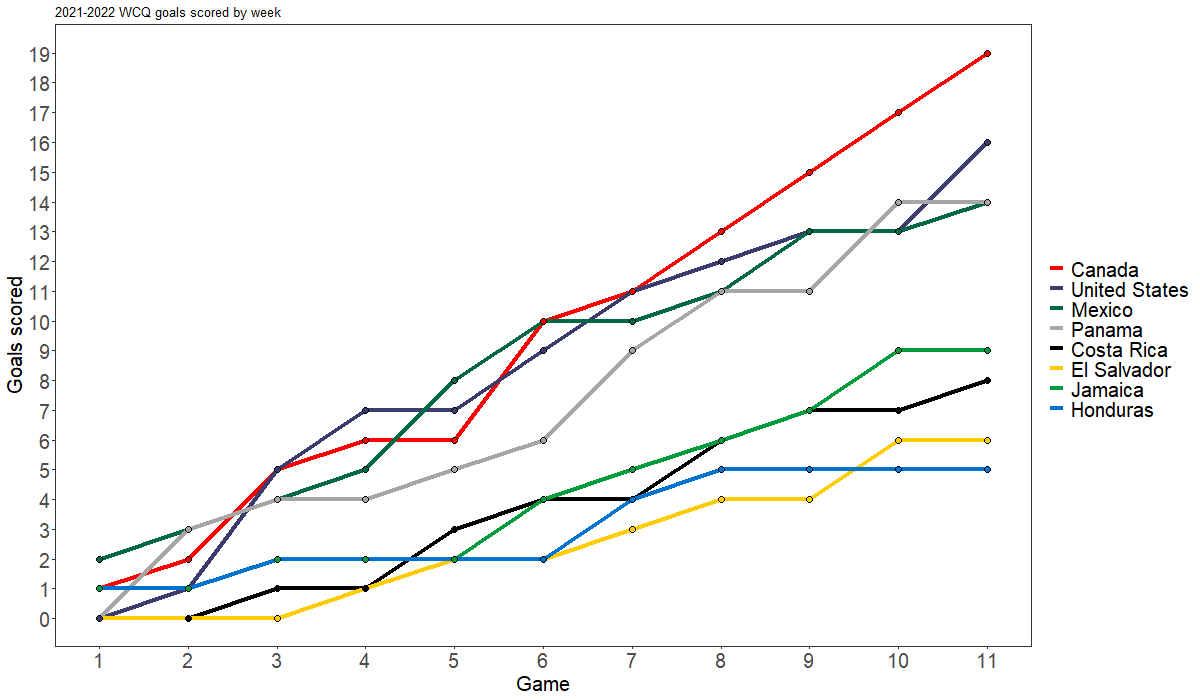 2021-2022 WCQ goals scored by week
19
18
17
16
15
14
13
12
11
10
9
8
7
6
5
4
3
2
1
0
Goals scored
1 2 3 4 5 6 7 8 9 10 11
Game
Canada
United States
Mexico
Panama
Costa Rica
El Salvador
Jamaica
Honduras